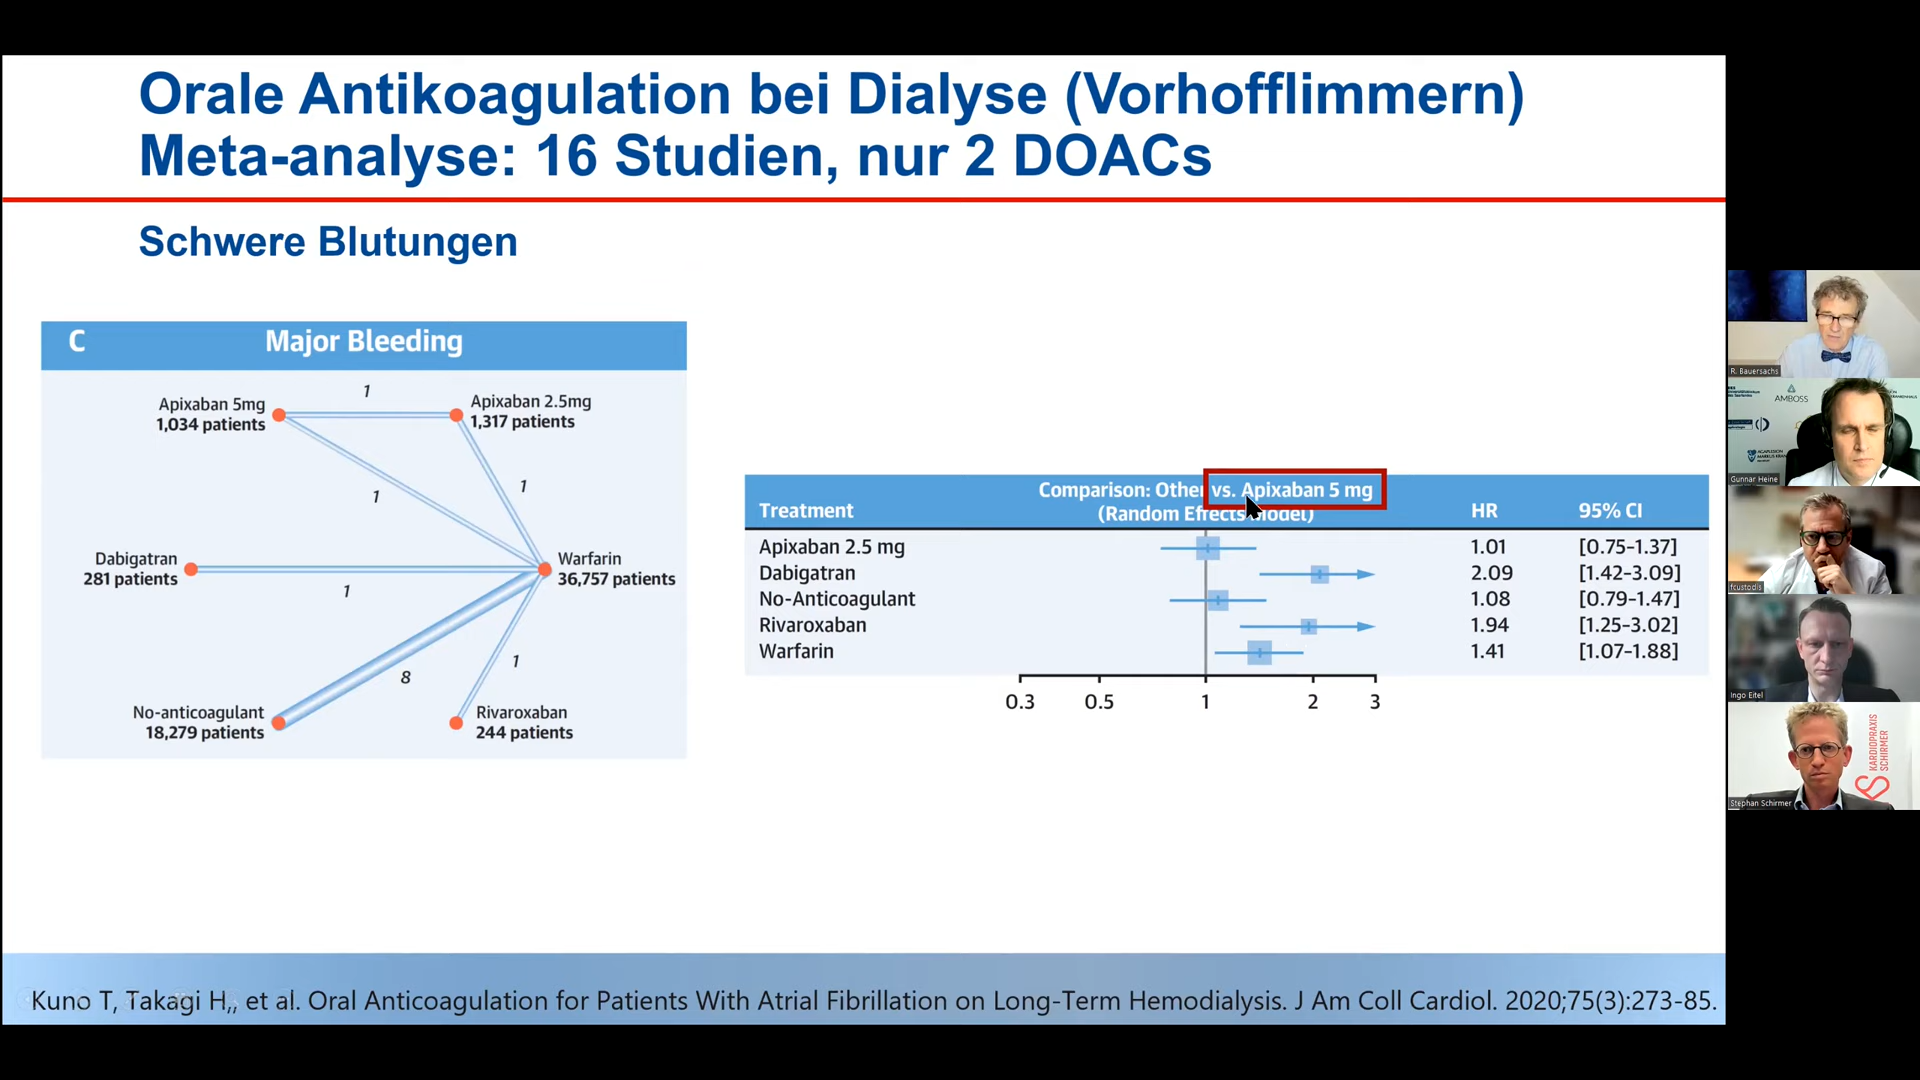 Orale Antikoagulation bei Dialyse (Vorhofflimmern)
Meta-analyse: 16 Studien, nur 2 DOACs
Schwere Blutungen
C Major Bleeding
Apixaban 5mg
1,034 patients
1
Apixaban 2.5mg
1,317 patients
1
1
Dabigatran
281 patients
1
Warfarin
36,757 patients
8
1
No-anticoagulant
18,279 patients
Rivaroxaban
244 patients
Treatment
Comparison: Other vs. Apixaban 5 mg
(Random Effects Model)
HR 95% CI
Apixaban 2.5 mg 1.01 [0.75-1.37]
Dabigatran 2.09 [1.42-3.09]
No-Anticoagulant 1.08 [0.79-1.47]
Rivaroxaban 1.94 [1.25-3.02]
Warfarin 1.41 [1.07-1.88]
0.3 0.5 1 2 3
Kuno T, Takagi H,, et al. Oral Anticoagulation for Patients With Atrial Fibrillation on Long-Term Hemodialysis. J Am Coll Cardiol. 2020;75(3):273-85.
R. Bauersachs
AMBOSS
Gunnar Heine
fcustodis
Ingo Eitel
KARDIOPRAXIS
SCHIRMER
Stephan Schirmer